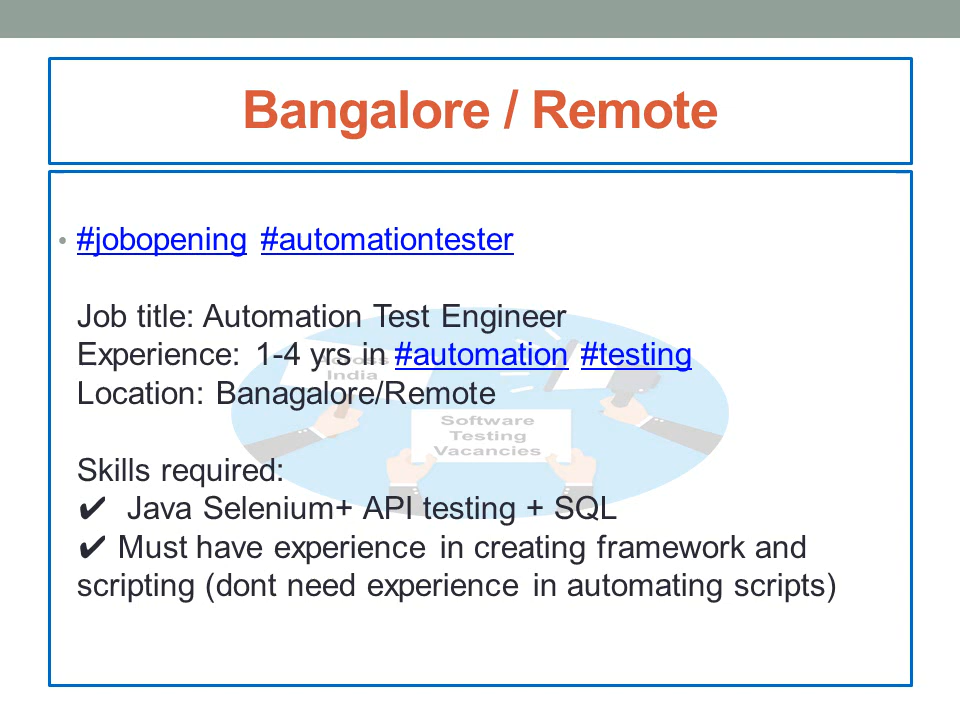 Bangalore / Remote
• #jobopening #automationtester
Job title: Automation Test Engineer
Experience: 1-4 yrs in #automation #testing
Across
India
Location: Banagalore/Remote
Software
Testing
Vacancies
Skills required:
✔ Java Selenium+ API testing + SQL
✔ Must have experience in creating framework and
scripting (dont need experience in automating scripts)